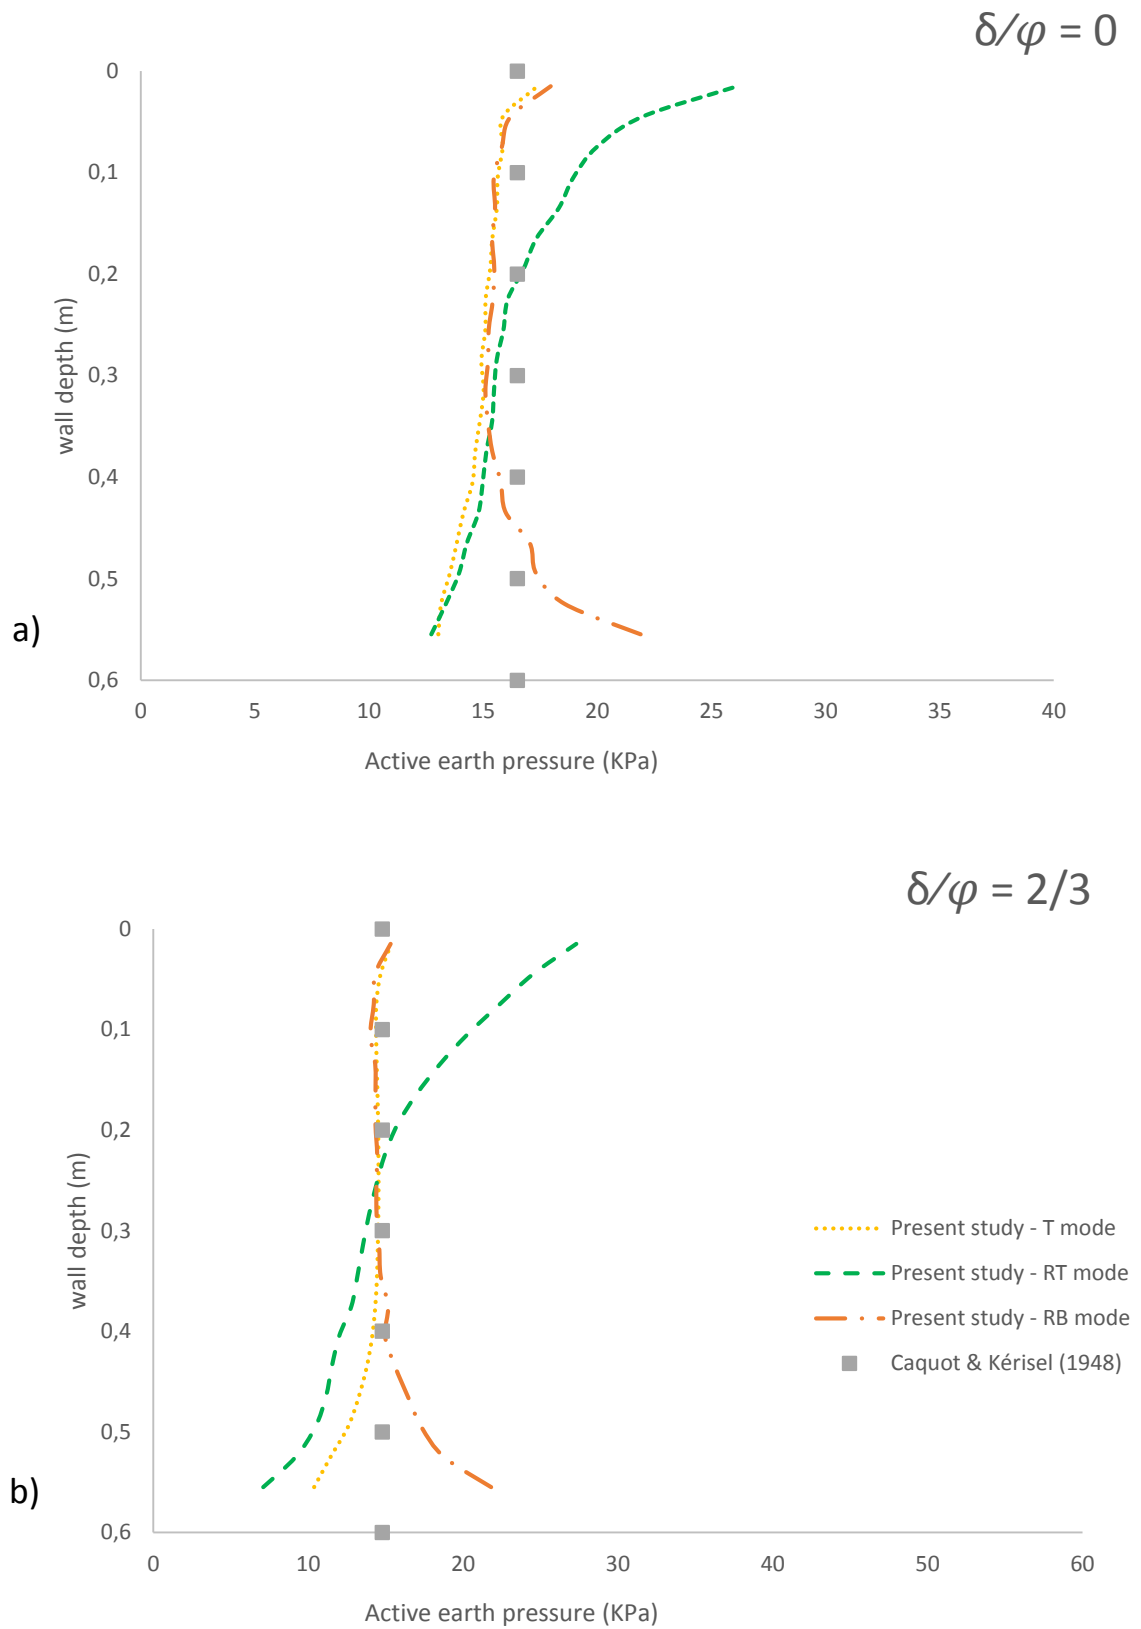 δ/φ = 0
0
0,1
0,2
0,3
0,4
0,5
0,6
wall depth (m)
a)
0 5 10 15 20 25 30 35 40
Active earth pressure (KPa)
δ/φ = 2/3
0
0,1
0,2
0,3
0,4
0,5
0,6
wall depth (m)
Present study - T mode
Present study - RT mode
Present study - RB mode
Caquot & Kérisel (1948)
b)
0 10 20 30 40 50 60
Active earth pressure (KPa)